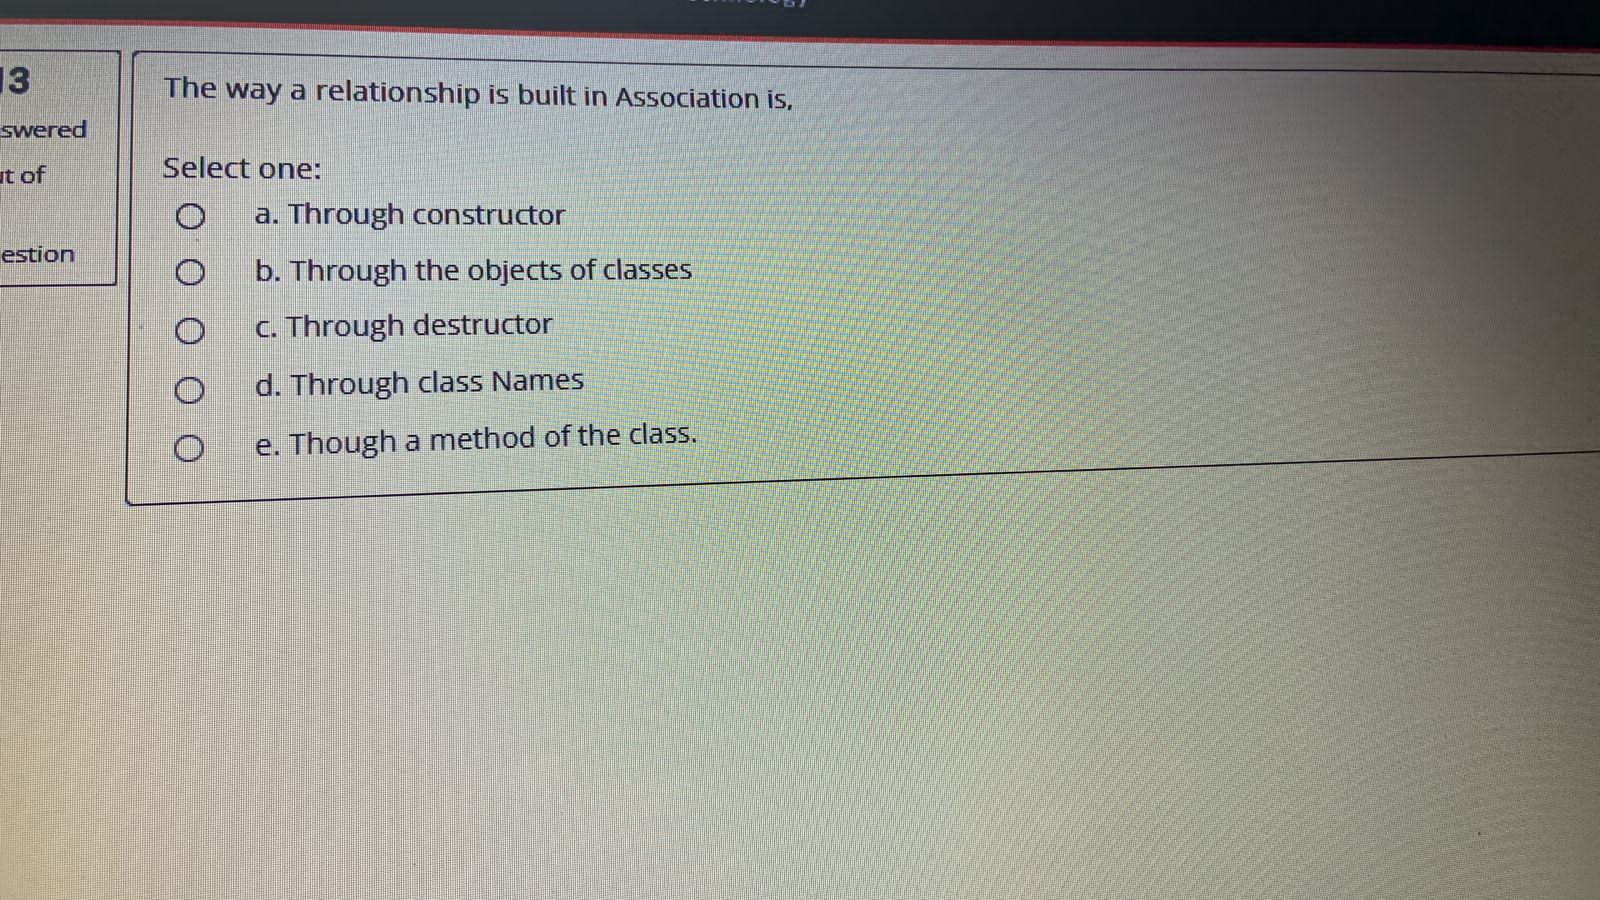 13
swered
ut of
estion
The way a relationship is built in Association is,
Select one:
a. Through constructor
b. Through the objects of classes
c. Through destructor
d. Through class Names
e. Though a method of the class.